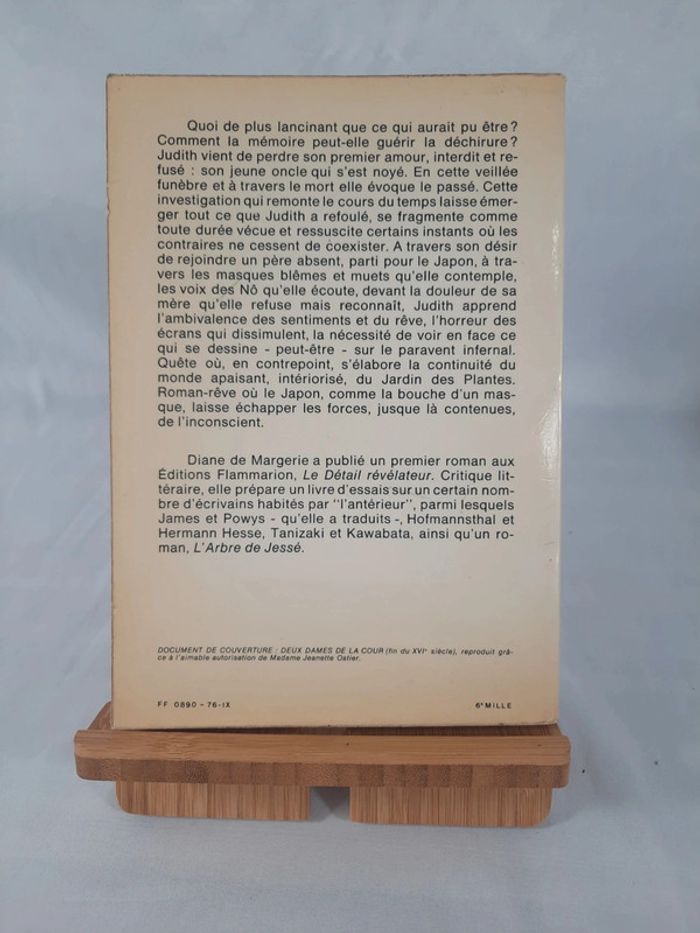 Quoi de plus lancinant que ce qui aurait pu être ?
Comment la mémoire peut-elle guérir la déchirure ?
Judith vient de perdre son premier amour, interdit et re-
fusé : son jeune oncle qui s'est noyé. En cette veillée
funèbre et à travers le mort elle évoque le passé. Cette
investigation qui remonte le cours du temps laisse émer-
ger tout ce que Judith a refoulé, se fragmente comme
toute durée vécue et ressuscite certains instants où les
contraires ne cessent de coexister. A travers son désir
de rejoindre un père absent, parti pour le Japon, à tra-
vers les masques blêmes et muets qu'elle contemple,
les voix des Nô qu'elle écoute, devant la douleur de sa
mère qu'elle refuse mais reconnaît, Judith apprend
l'ambivalence des sentiments et du rêve, l'horreur des
écrans qui dissimulent, la nécessité de voir en face ce
qui se dessine - peut-être - sur le paravent infernal.
Quête où, en contrepoint, s'élabore la continuité du
monde apaisant, intériorisé, du Jardin des Plantes.
Roman-rêve où le Japon, comme la bouche d'un mas-
que, laisse échapper les forces, jusque là contenues,
de l'inconscient.
Diane de Margerie a publié un premier roman aux
Éditions Flammarion, Le Détail révélateur. Critique lit-
téraire, elle prépare un livre d'essais sur un certain nom-
bre d'écrivains habités par "l'antérieur", parmi lesquels
James et Powys - qu'elle a traduits -, Hofmannsthal et
Hermann Hesse, Tanizaki et Kawabata, ainsi qu'un ro-
man, L'Arbre de Jessé.
DOCUMENT DE COUVERTURE : DEUX DAMES DE LA COUR (fin du XVIe siècle), reproduit grâ-
ce à l'aimable autorisation de Madame Jeanette Ostier.
FF 0890 - 76-IX 6e MILLE